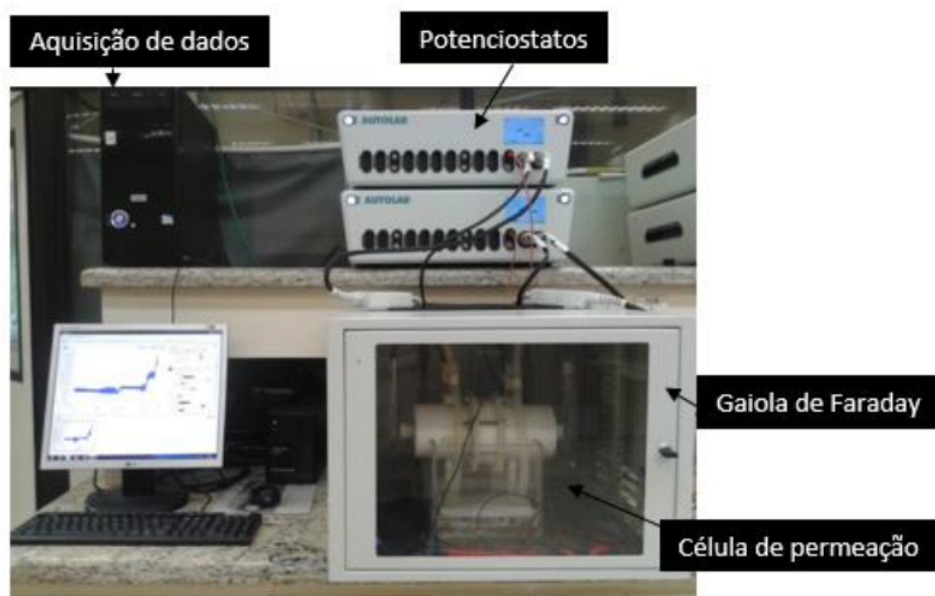 Aquisição de dados
Potenciostatos
AUTOLAB
AUTOLAB
Gaiola de Faraday
Célula de permeação